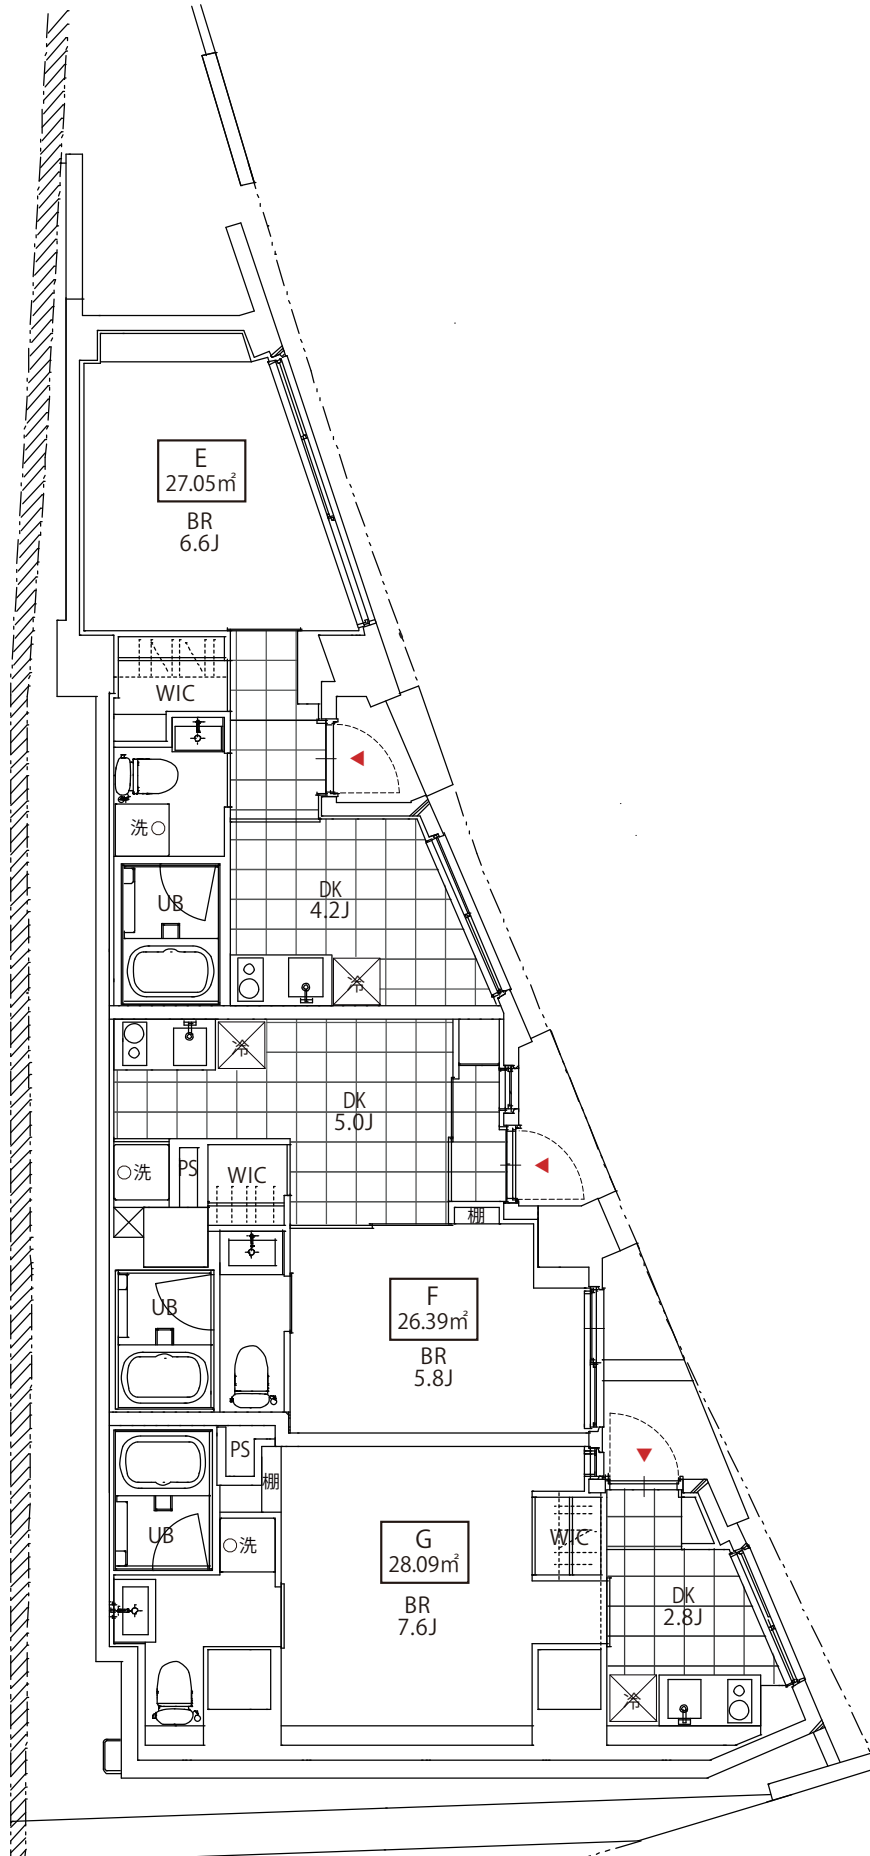 E
27.05㎡
BR
6.6J
WIC
洗
UB
DK
4.2J
冷
冷
DK
5.0J
洗
PS
WIC
棚
UB
F
26.39㎡
BR
5.8J
PS
棚
UB
洗
G
28.09㎡
BR
7.6J
WIC
DK
2.8J
冷